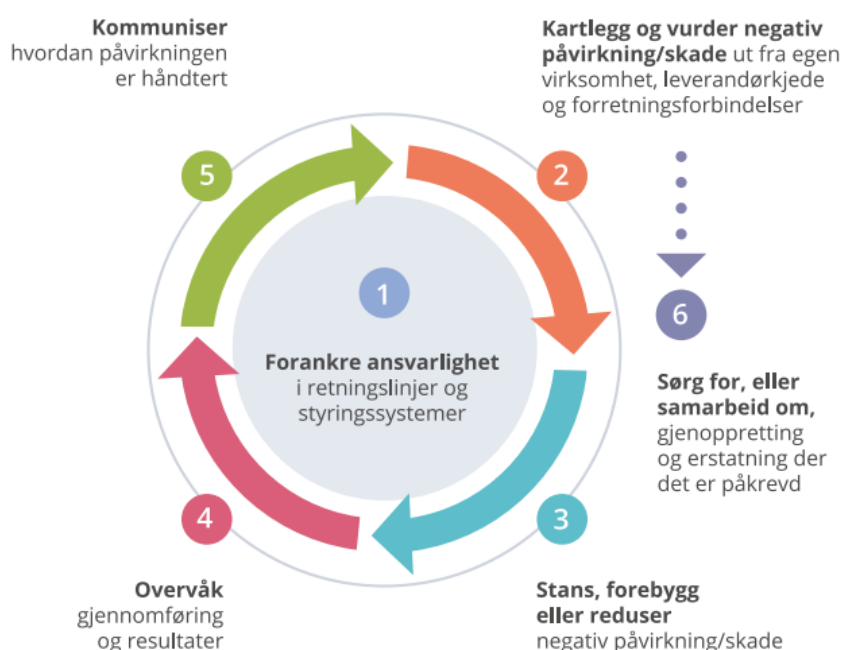 Kommuniser
hvordan påvirkningen
er håndtert
Kartlegg og vurder negativ
påvirkning/skade ut fra egen
virksomhet, leverandørkjede
og forretningsforbindelser
5
2
1
Forankre ansvarlighet
i retningslinjer og
styringssystemer
6
Sørg for, eller
samarbeid om,
gjenoppretting
og erstatning der
det er påkrevd
4
3
Overvåk
gjennomføring
og resultater
Stans, forebygg
eller reduser
negativ påvirkning/skade